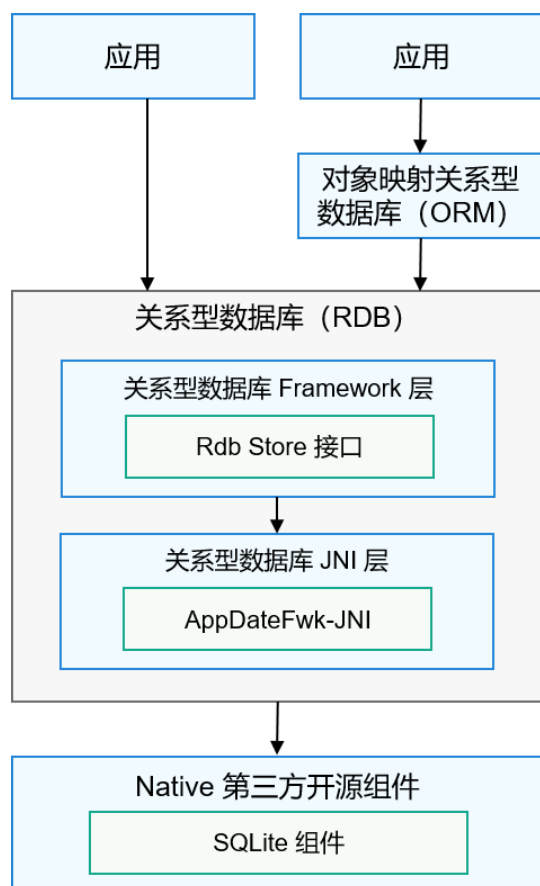 应用
应用
对象映射关系型
数据库（ORM）
关系型数据库（RDB）
关系型数据库 Framework 层
Rdb Store 接口
关系型数据库 JNI 层
AppDateFwk-JNI
Native 第三方开源组件
SQLite 组件